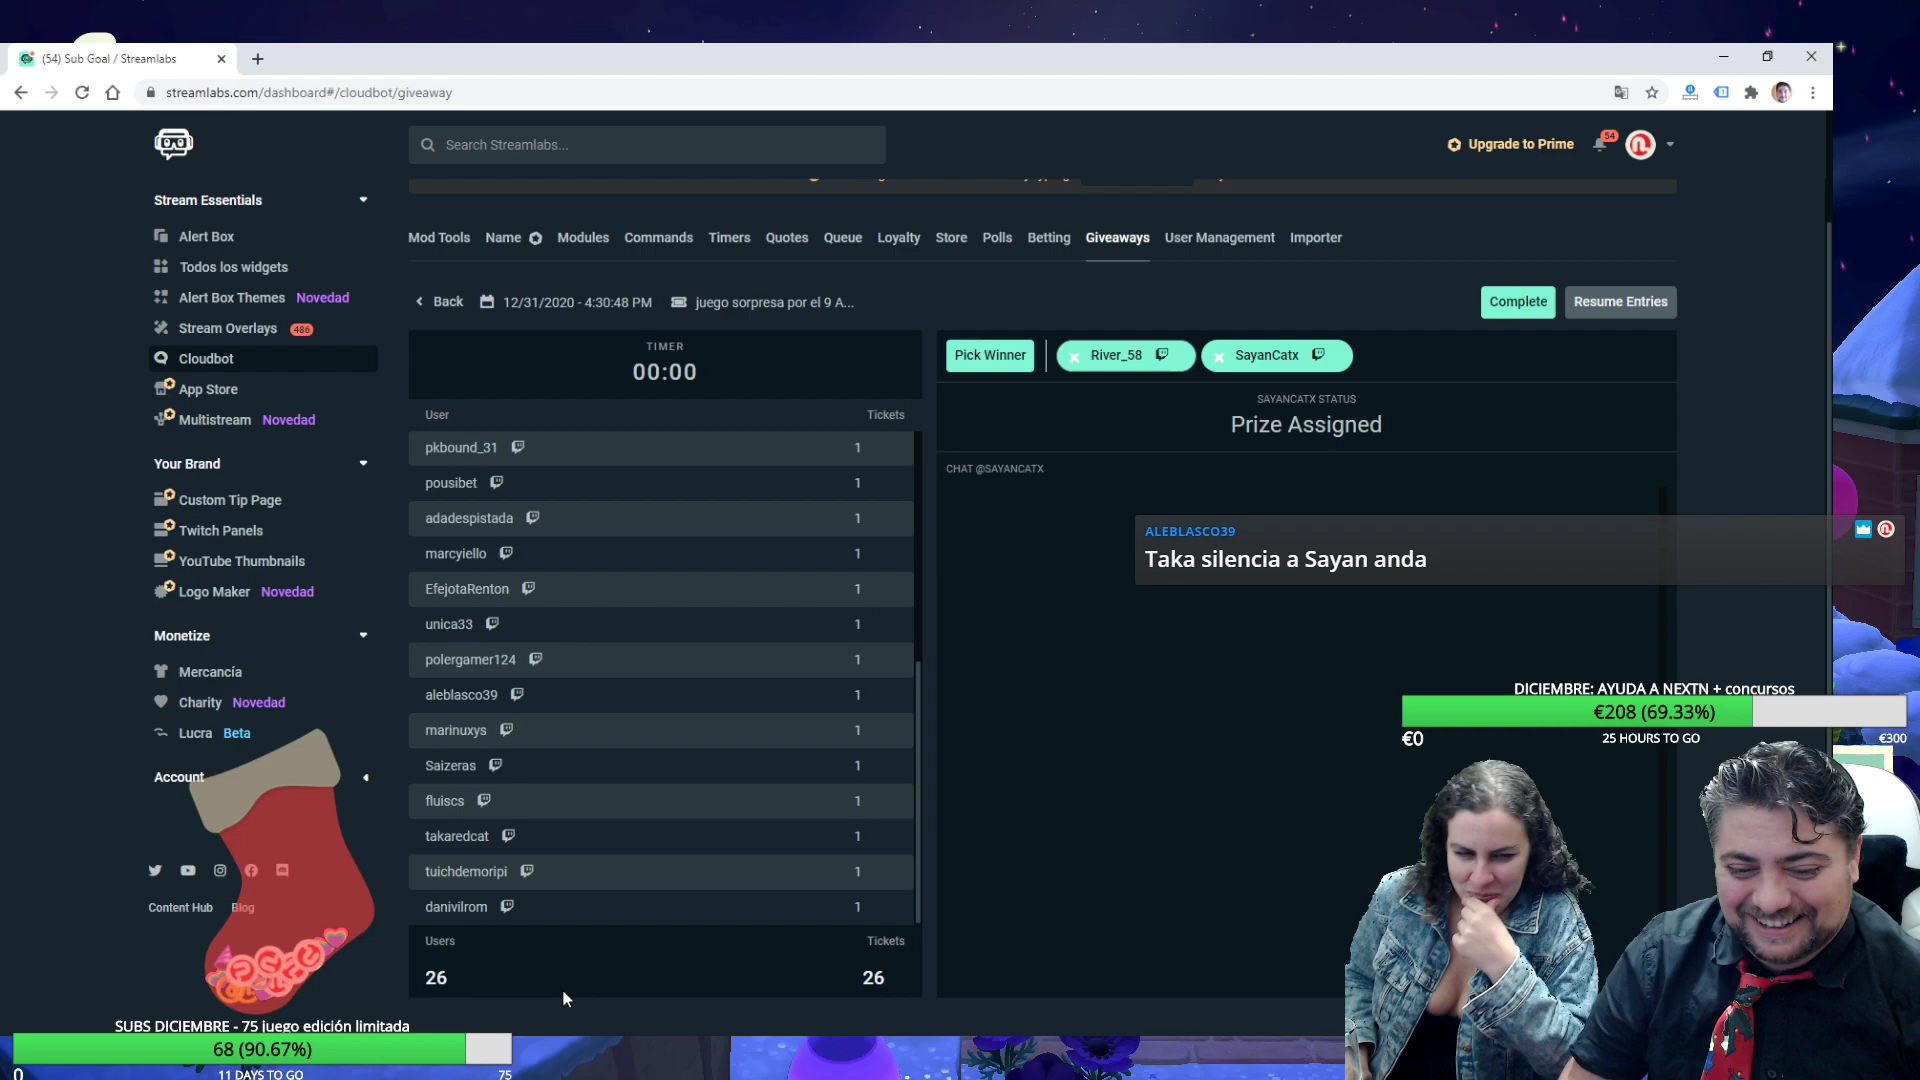 (54) Sub Goal / Streamlabs
streamlabs.com/dashboard#/cloudbot/giveaway
Search Streamlabs...
Upgrade to Prime
54
Stream Essentials
Alert Box
Todos los widgets
Alert Box Themes Novedad
Stream Overlays 486
Cloudbot
App Store
Multistream Novedad
Your Brand
Custom Tip Page
Twitch Panels
YouTube Thumbnails
Logo Maker Novedad
Monetize
Mercancía
Charity Novedad
Lucra Beta
Account
Content Hub Blog
Mod Tools Name Modules Commands Timers Quotes Queue Loyalty Store Polls Betting Giveaways User Management Importer
Back 12/31/2020 - 4:30:48 PM juego sorpresa por el 9 A...
Complete Resume Entries
TIMER
00:00
User Tickets
pkbound_31 1
pousibet 1
adadespistada 1
marcyiello 1
EfejotaRenton 1
unica33 1
polergamer124 1
aleblasco39 1
marinuxys 1
Saizeras 1
fluiscs 1
takaredcat 1
tuichdemoripi 1
danivilrom 1
Users Tickets
26 26
Pick Winner River_58 SayanCatx
SAYANCATX STATUS
Prize Assigned
CHAT @SAYANCATX
ALEBLASCO39
Taka silencia a Sayan anda
DICIEMBRE: AYUDA A NEXTN + concursos
€208 (69.33%)
€0 25 HOURS TO GO €300
SUBS DICIEMBRE - 75 juego edición limitada
68 (90.67%)
0 11 DAYS TO GO 75